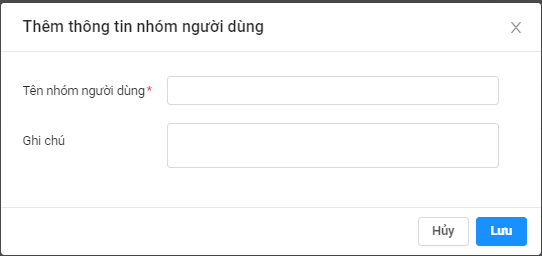 Thêm thông tin nhóm người dùng
Tên nhóm người dùng*
Ghi chú
Hủy Lưu